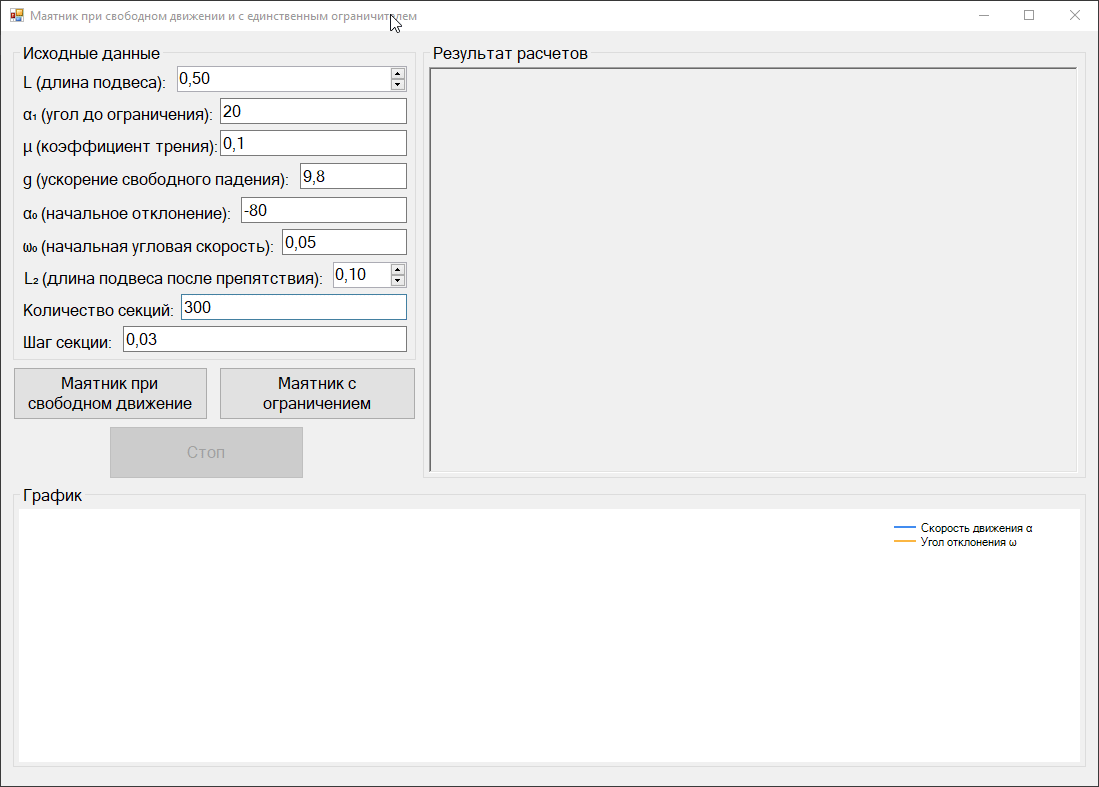 Маятник при свободном движении и с единственным ограничителем
Исходные данные
L (длина подвеса): 0,50
α₁ (угол до ограничения): 20
μ (коэффициент трения): 0,1
g (ускорение свободного падения): 9,8
α₀ (начальное отклонение): -80
ω₀ (начальная угловая скорость): 0,05
L₂ (длина подвеса после препятствия): 0,10
Количество секций: 300
Шаг секции: 0,03
Маятник при
свободном движение
Маятник с
ограничением
Стоп
Результат расчетов
График
Скорость движения α
Угол отклонения ω